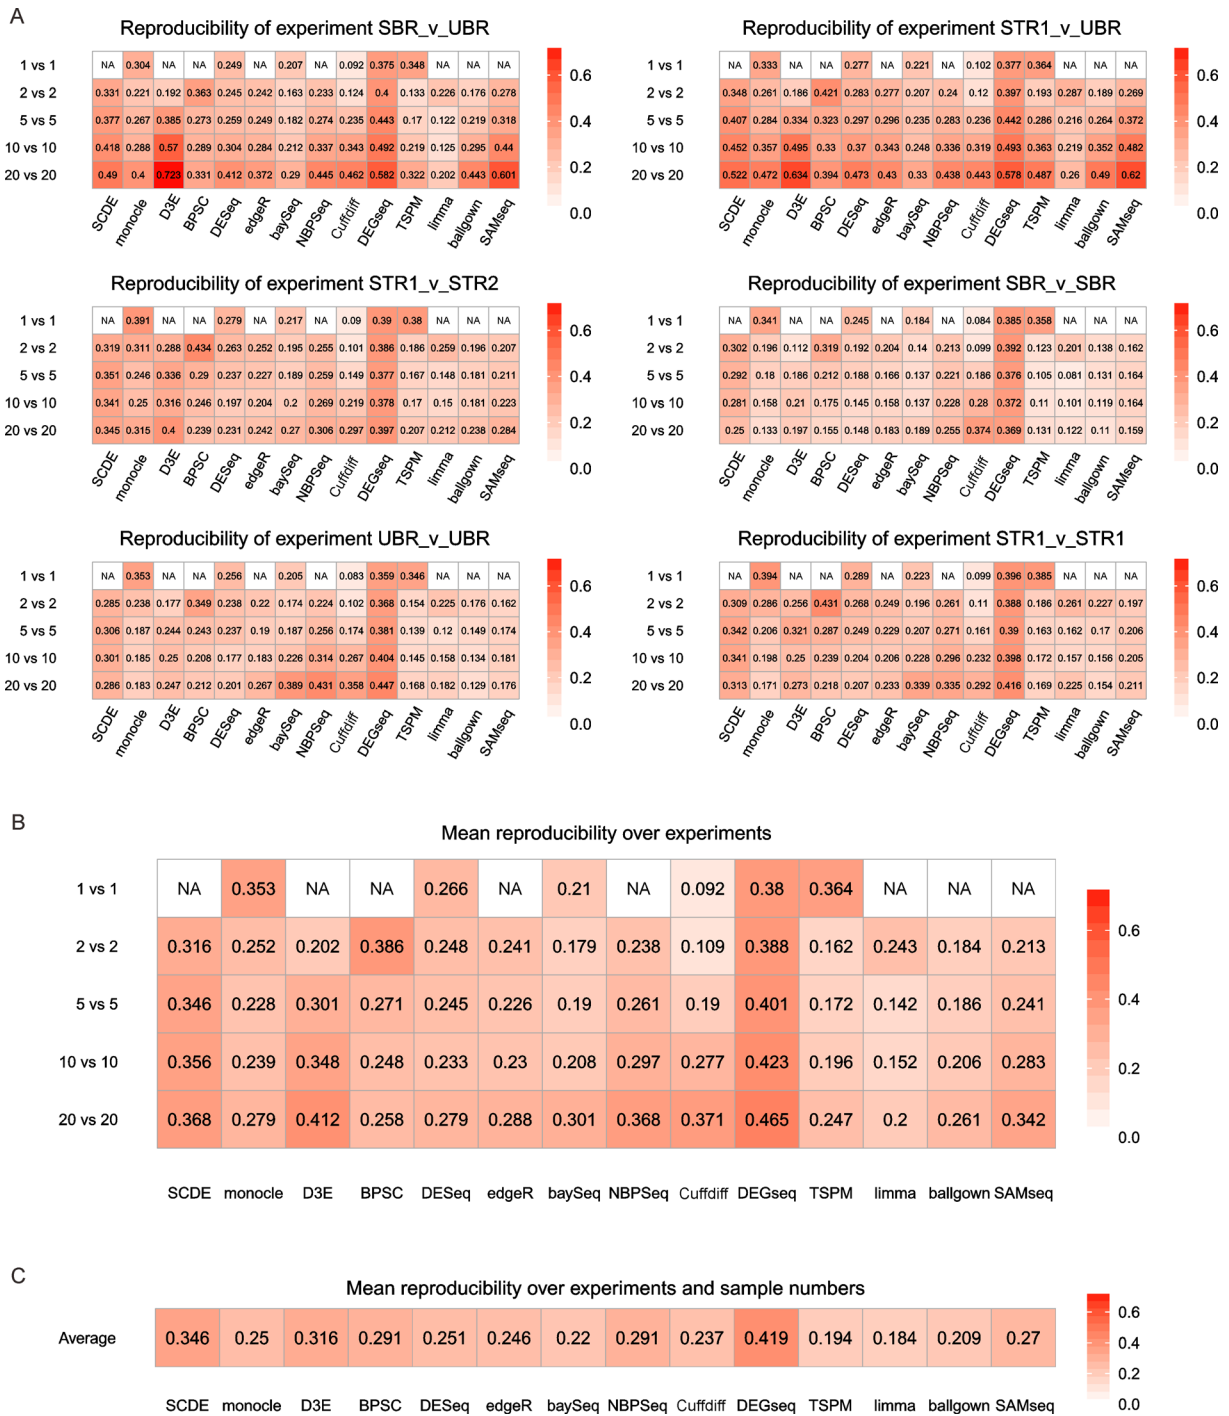 A
Reproducibility of experiment SBR_v_UBR
1 vs 1 NA 0.304 NA NA 0.249 NA 0.207 NA 0.092 0.375 0.348 NA NA NA
2 vs 2 0.331 0.221 0.192 0.363 0.245 0.242 0.163 0.233 0.124 0.4 0.133 0.226 0.176 0.278
5 vs 5 0.377 0.267 0.385 0.273 0.259 0.249 0.182 0.274 0.235 0.443 0.17 0.122 0.219 0.318
10 vs 10 0.418 0.288 0.57 0.289 0.304 0.284 0.212 0.337 0.343 0.492 0.219 0.125 0.295 0.44
20 vs 20 0.49 0.4 0.723 0.331 0.412 0.372 0.29 0.445 0.462 0.582 0.322 0.202 0.443 0.601
SCDE monocle D3E BPSC DESeq edgeR baySeq NBPSeq Cuffdiff DEGseq TSPM limma ballgown SAMseq
0.6
0.4
0.2
0.0
Reproducibility of experiment STR1_v_UBR
1 vs 1 NA 0.333 NA NA 0.277 NA 0.221 NA 0.102 0.377 0.364 NA NA NA
2 vs 2 0.348 0.261 0.186 0.421 0.283 0.277 0.207 0.24 0.12 0.397 0.193 0.287 0.189 0.269
5 vs 5 0.407 0.284 0.334 0.323 0.297 0.296 0.235 0.283 0.236 0.442 0.286 0.216 0.264 0.372
10 vs 10 0.452 0.357 0.495 0.33 0.37 0.343 0.248 0.336 0.319 0.493 0.363 0.219 0.352 0.482
20 vs 20 0.522 0.472 0.634 0.394 0.473 0.43 0.33 0.438 0.443 0.578 0.487 0.26 0.49 0.62
SCDE monocle D3E BPSC DESeq edgeR baySeq NBPSeq Cuffdiff DEGseq TSPM limma ballgown SAMseq
0.6
0.4
0.2
0.0
Reproducibility of experiment STR1_v_STR2
1 vs 1 NA 0.391 NA NA 0.279 NA 0.217 NA 0.09 0.39 0.38 NA NA NA
2 vs 2 0.319 0.311 0.288 0.434 0.263 0.252 0.195 0.255 0.101 0.386 0.186 0.259 0.196 0.207
5 vs 5 0.351 0.246 0.336 0.29 0.237 0.227 0.189 0.259 0.149 0.377 0.167 0.148 0.181 0.211
10 vs 10 0.341 0.25 0.316 0.246 0.197 0.204 0.2 0.269 0.219 0.378 0.17 0.15 0.181 0.223
20 vs 20 0.345 0.315 0.4 0.239 0.231 0.242 0.27 0.306 0.297 0.397 0.207 0.212 0.238 0.284
SCDE monocle D3E BPSC DESeq edgeR baySeq NBPSeq Cuffdiff DEGseq TSPM limma ballgown SAMseq
0.6
0.4
0.2
0.0
Reproducibility of experiment SBR_v_SBR
1 vs 1 NA 0.341 NA NA 0.245 NA 0.184 NA 0.084 0.385 0.358 NA NA NA
2 vs 2 0.302 0.196 0.112 0.319 0.192 0.204 0.14 0.213 0.099 0.392 0.123 0.201 0.138 0.162
5 vs 5 0.292 0.18 0.186 0.212 0.188 0.166 0.137 0.221 0.186 0.376 0.105 0.081 0.131 0.164
10 vs 10 0.281 0.158 0.21 0.175 0.145 0.158 0.137 0.228 0.28 0.372 0.11 0.101 0.119 0.164
20 vs 20 0.25 0.133 0.197 0.155 0.148 0.183 0.189 0.255 0.374 0.369 0.131 0.122 0.11 0.159
SCDE monocle D3E BPSC DESeq edgeR baySeq NBPSeq Cuffdiff DEGseq TSPM limma ballgown SAMseq
0.6
0.4
0.2
0.0
Reproducibility of experiment UBR_v_UBR
1 vs 1 NA 0.353 NA NA 0.256 NA 0.205 NA 0.083 0.359 0.346 NA NA NA
2 vs 2 0.285 0.238 0.177 0.349 0.238 0.22 0.174 0.224 0.102 0.368 0.154 0.225 0.176 0.162
5 vs 5 0.306 0.187 0.244 0.243 0.237 0.19 0.187 0.256 0.174 0.381 0.139 0.12 0.149 0.174
10 vs 10 0.301 0.185 0.25 0.208 0.177 0.183 0.226 0.314 0.267 0.404 0.145 0.158 0.134 0.181
20 vs 20 0.286 0.183 0.247 0.212 0.201 0.267 0.389 0.431 0.358 0.447 0.168 0.182 0.129 0.176
SCDE monocle D3E BPSC DESeq edgeR baySeq NBPSeq Cuffdiff DEGseq TSPM limma ballgown SAMseq
0.6
0.4
0.2
0.0
Reproducibility of experiment STR1_v_STR1
1 vs 1 NA 0.394 NA NA 0.289 NA 0.223 NA 0.099 0.396 0.385 NA NA NA
2 vs 2 0.309 0.286 0.256 0.431 0.268 0.249 0.196 0.261 0.11 0.388 0.186 0.261 0.227 0.197
5 vs 5 0.342 0.206 0.321 0.287 0.249 0.229 0.207 0.271 0.161 0.39 0.163 0.162 0.17 0.206
10 vs 10 0.341 0.198 0.25 0.239 0.204 0.206 0.228 0.296 0.232 0.398 0.172 0.157 0.156 0.205
20 vs 20 0.313 0.171 0.273 0.218 0.207 0.233 0.339 0.335 0.292 0.416 0.169 0.225 0.154 0.211
SCDE monocle D3E BPSC DESeq edgeR baySeq NBPSeq Cuffdiff DEGseq TSPM limma ballgown SAMseq
0.6
0.4
0.2
0.0
B
Mean reproducibility over experiments
1 vs 1 NA 0.353 NA NA 0.266 NA 0.21 NA 0.092 0.38 0.364 NA NA NA
2 vs 2 0.316 0.252 0.202 0.386 0.248 0.241 0.179 0.238 0.109 0.388 0.162 0.243 0.184 0.213
5 vs 5 0.346 0.228 0.301 0.271 0.245 0.226 0.19 0.261 0.19 0.401 0.172 0.142 0.186 0.241
10 vs 10 0.356 0.239 0.348 0.248 0.233 0.23 0.208 0.297 0.277 0.423 0.196 0.152 0.206 0.283
20 vs 20 0.368 0.279 0.412 0.258 0.279 0.288 0.301 0.368 0.371 0.465 0.247 0.2 0.261 0.342
SCDE monocle D3E BPSC DESeq edgeR baySeq NBPSeq Cuffdiff DEGseq TSPM limma ballgown SAMseq
0.6
0.4
0.2
0.0
C
Mean reproducibility over experiments and sample numbers
Average 0.346 0.25 0.316 0.291 0.251 0.246 0.22 0.291 0.237 0.419 0.194 0.184 0.209 0.27
SCDE monocle D3E BPSC DESeq edgeR baySeq NBPSeq Cuffdiff DEGseq TSPM limma ballgown SAMseq
0.6
0.4
0.2
0.0